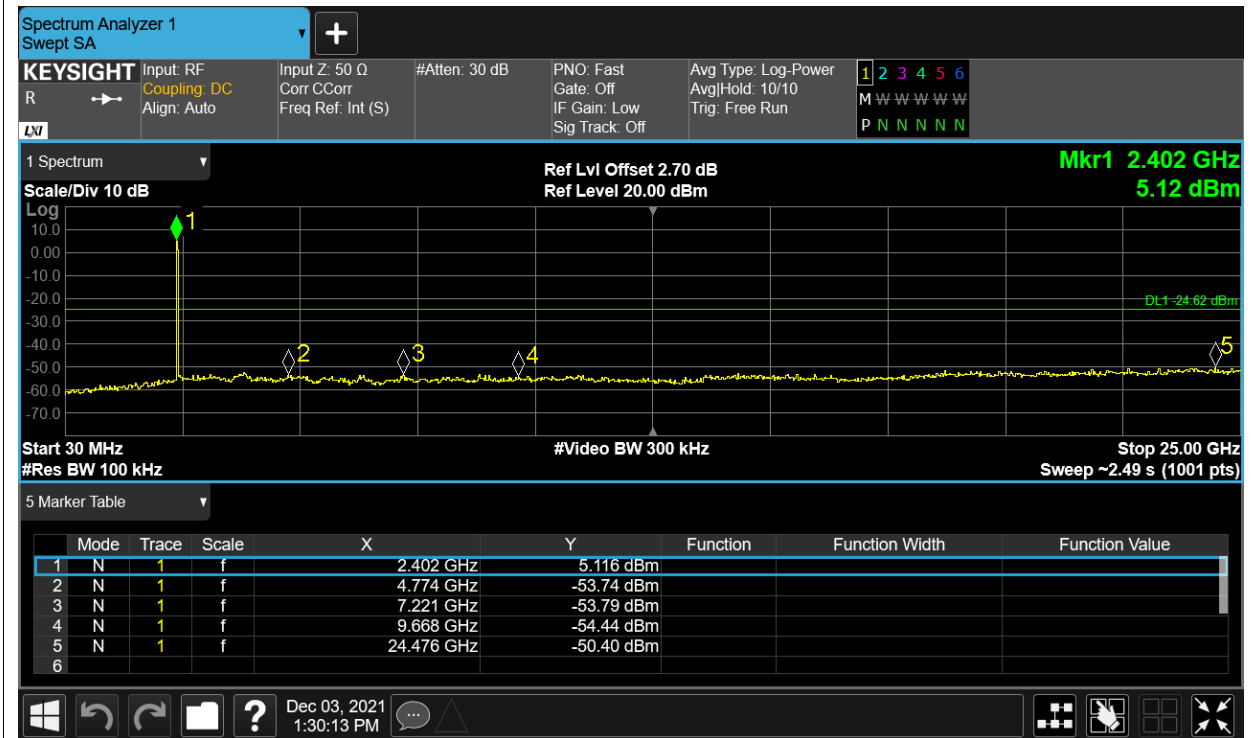 Spectrum Analyzer 1
Swept SA
KEYSIGHT
R
LXI
Input: RF
Coupling: DC
Align: Auto
Input Z: 50 Ω
Corr CCorr
Freq Ref: Int (S)
#Atten: 30 dB
PNO: Fast
Gate: Off
IF Gain: Low
Sig Track: Off
Avg Type: Log-Power
Avg|Hold: 10/10
Trig: Free Run
1 2 3 4 5 6
M W W W W W
P N N N N N
1 Spectrum
Scale/Div 10 dB
Ref Lvl Offset 2.70 dB
Ref Level 20.00 dBm
Mkr1 2.402 GHz
5.12 dBm
Log
10.0
0.00
-10.0
-20.0
-30.0
-40.0
-50.0
-60.0
-70.0
1
2
3
4
5
DL1 -24.62 dBm
Start 30 MHz
#Video BW 300 kHz
Stop 25.00 GHz
#Res BW 100 kHz
Sweep ~2.49 s (1001 pts)
5 Marker Table
Mode Trace Scale X Y Function Function Width Function Value
1 N 1 f 2.402 GHz 5.116 dBm
2 N 1 f 4.774 GHz -53.74 dBm
3 N 1 f 7.221 GHz -53.79 dBm
4 N 1 f 9.668 GHz -54.44 dBm
5 N 1 f 24.476 GHz -50.40 dBm
6
?
Dec 03, 2021
1:30:13 PM